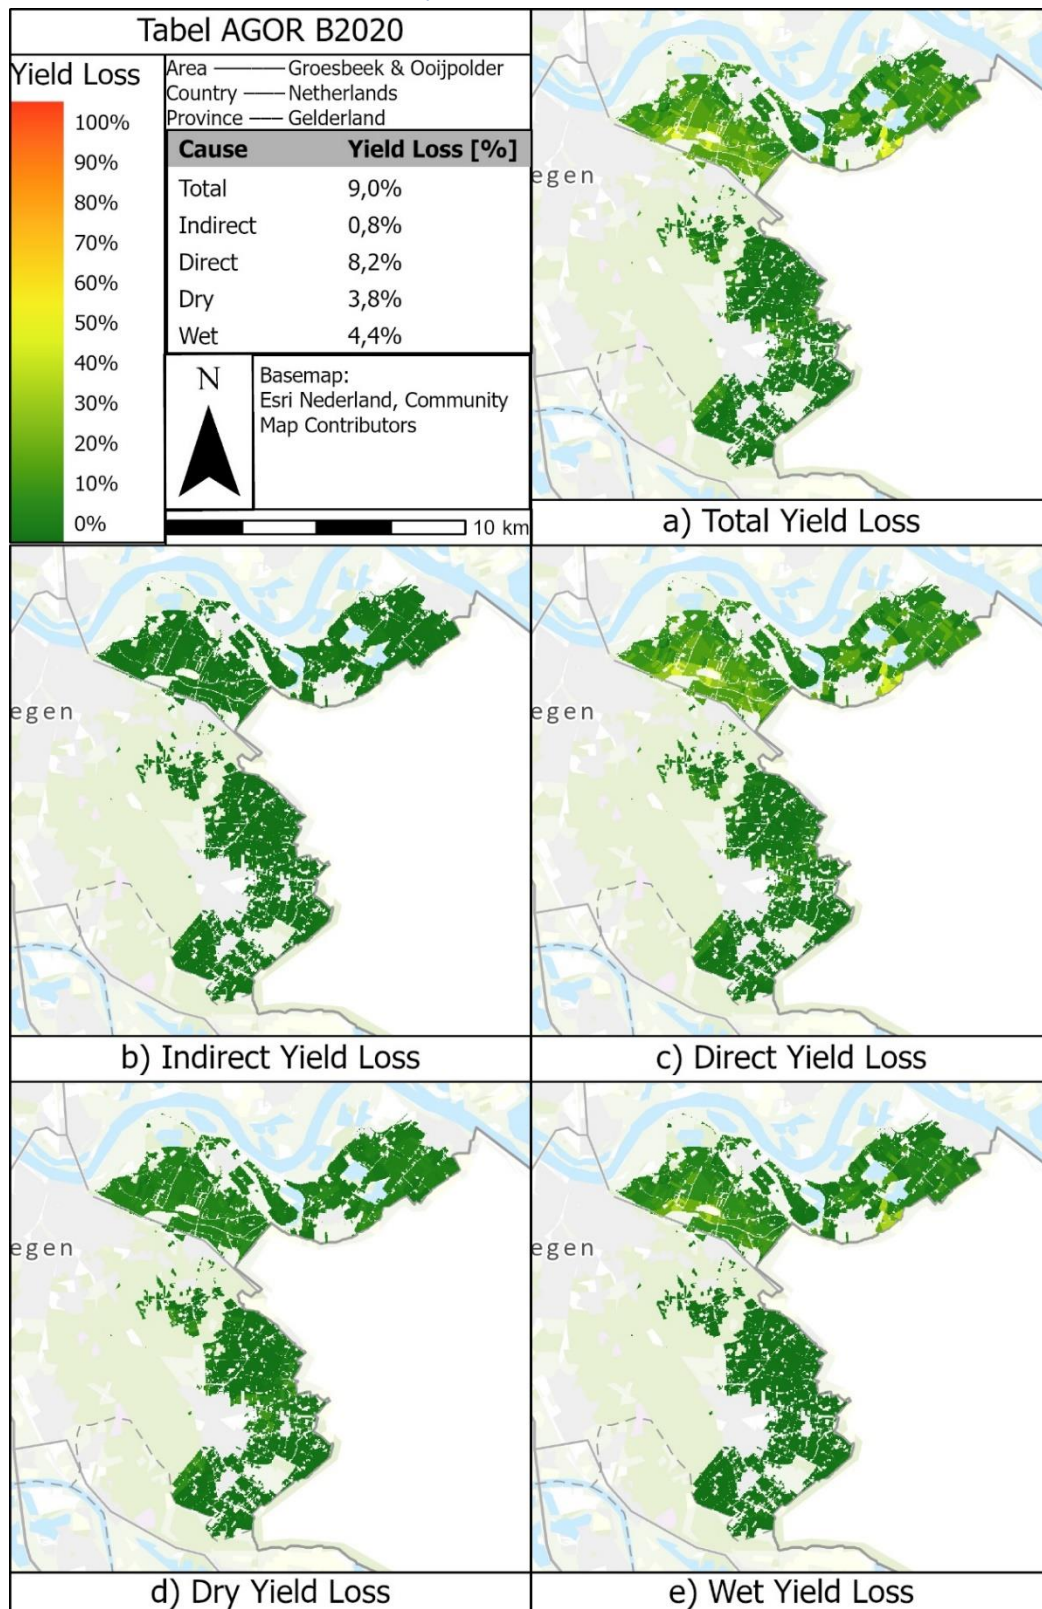 Tabel AGOR B2020
Yield Loss
100%
90%
80%
70%
60%
50%
40%
30%
20%
10%
0%
Area ——— Groesbeek & Ooijpolder
Country —— Netherlands
Province —— Gelderland
Cause Yield Loss [%]
Total 9,0%
Indirect 0,8%
Direct 8,2%
Dry 3,8%
Wet 4,4%
N
Basemap:
Esri Nederland, Community
Map Contributors
10 km
egen
a) Total Yield Loss
egen
b) Indirect Yield Loss
egen
c) Direct Yield Loss
egen
d) Dry Yield Loss
egen
e) Wet Yield Loss